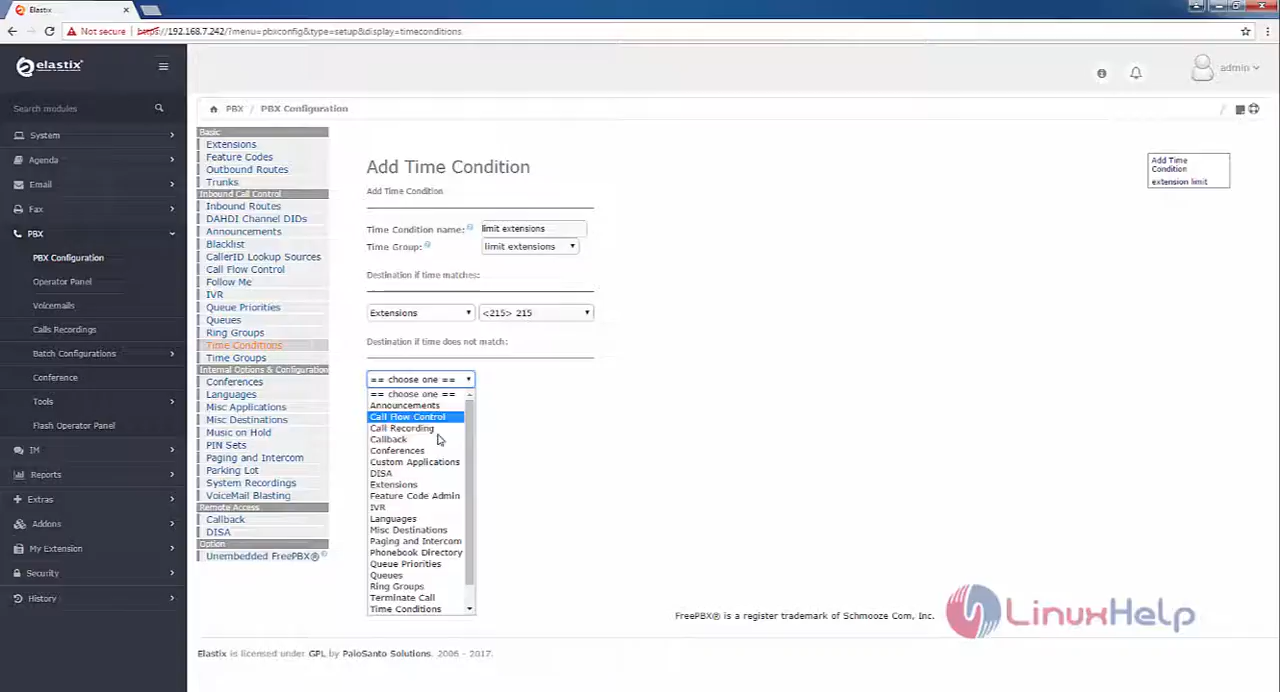 Elastix
Not secure https://192.168.7.242/?menu=pbxconfig&type=setup&display=timeconditions
elastix
admin
Search modules
System
Agenda
Email
Fax
PBX
PBX Configuration
Operator Panel
Voicemails
Calls Recordings
Batch Configurations
Conference
Tools
Flash Operator Panel
IM
Reports
Extras
Addons
My Extension
Security
History
PBX / PBX Configuration
Basic
Extensions
Feature Codes
Outbound Routes
Trunks
Inbound Call Control
Inbound Routes
DAHDI Channel DIDs
Announcements
Blacklist
CallerID Lookup Sources
Call Flow Control
Follow Me
IVR
Queue Priorities
Queues
Ring Groups
Time Conditions
Time Groups
Internal Options & Configuration
Conferences
Languages
Misc Applications
Misc Destinations
Music on Hold
PIN Sets
Paging and Intercom
Parking Lot
System Recordings
VoiceMail Blasting
Remote Access
Callback
DISA
Option
Unembedded FreePBX®
Add Time Condition
Add Time Condition
Time Condition name: limit extensions
Time Group: limit extensions
Destination if time matches:
Extensions <215> 215
Destination if time does not match:
== choose one ==
== choose one ==
Announcements
Call Flow Control
Call Recording
Callback
Conferences
Custom Applications
DISA
Extensions
Feature Code Admin
IVR
Languages
Misc Destinations
Paging and Intercom
Phonebook Directory
Queue Priorities
Queues
Ring Groups
Terminate Call
Time Conditions
Add Time
Condition
extension limit
FreePBX® is a register trademark of Schmooze Com, Inc.
LinuxHelp
Elastix is licensed under GPL by PaloSanto Solutions. 2006 - 2017.